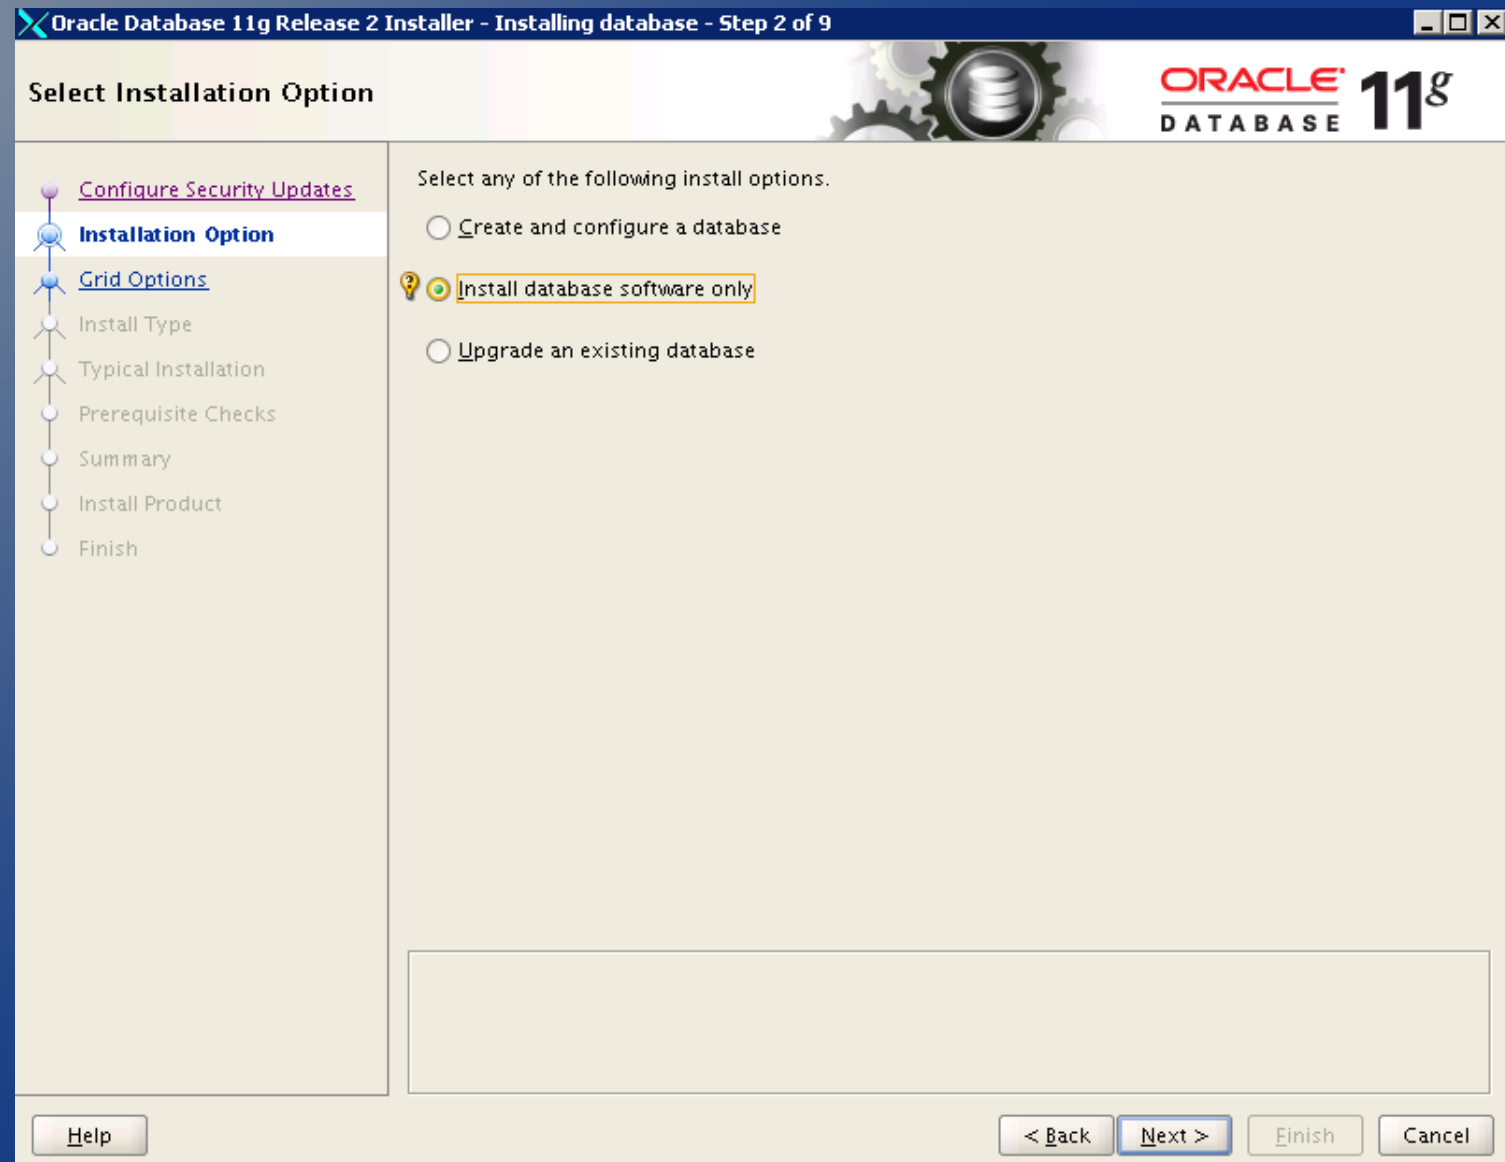 Oracle Database 11g Release 2 Installer - Installing database - Step 2 of 9
Select Installation Option
ORACLE DATABASE 11g
Configure Security Updates
Installation Option
Grid Options
Install Type
Typical Installation
Prerequisite Checks
Summary
Install Product
Finish
Select any of the following install options.
Create and configure a database
Install database software only
Upgrade an existing database
Help
< Back
Next >
Finish
Cancel